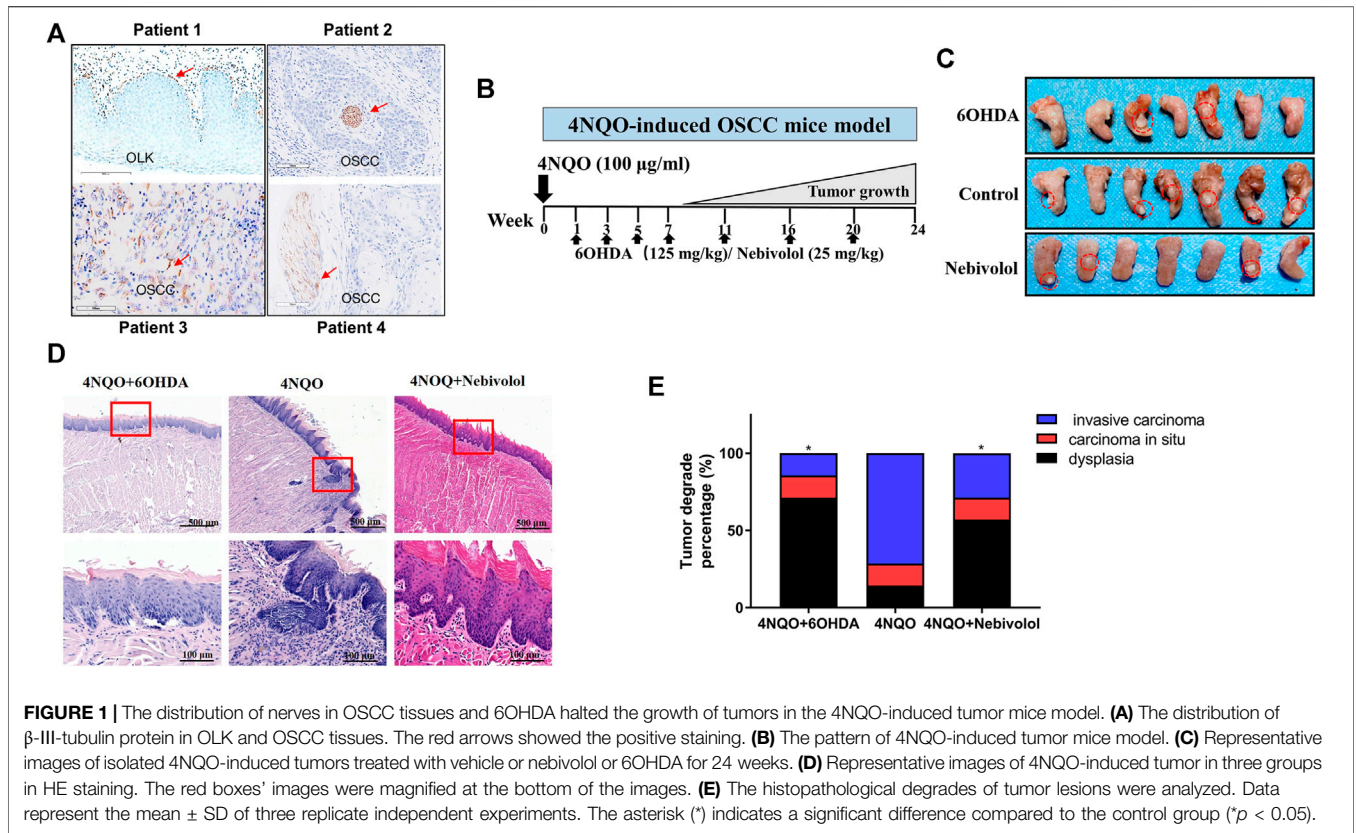 A
Patient 1
Patient 2
OLK
OSCC
OSCC
OSCC
Patient 3
Patient 4
B
4NQO-induced OSCC mice model
4NQO (100 µg/ml)
Tumor growth
Week
0 1 3 5 7 11 16 20 24
6OHDA (125 mg/kg)/ Nebivolol (25 mg/kg)
C
6OHDA
Control
Nebivolol
D
4NQO+6OHDA
4NQO
4NOQ+Nebivolol
500 µm
500 µm
500 µm
100 µm
100 µm
100 µm
E
invasive carcinoma
carcinoma in situ
dysplasia
Tumor degrade
percentage (%)
100
50
0
*
*
4NQO+6OHDA
4NQO
4NQO+Nebivolol
FIGURE 1 | The distribution of nerves in OSCC tissues and 6OHDA halted the growth of tumors in the 4NQO-induced tumor mice model. (A) The distribution of
β-III-tubulin protein in OLK and OSCC tissues. The red arrows showed the positive staining. (B) The pattern of 4NQO-induced tumor mice model. (C) Representative
images of isolated 4NQO-induced tumors treated with vehicle or nebivolol or 6OHDA for 24 weeks. (D) Representative images of 4NQO-induced tumor in three groups
in HE staining. The red boxes' images were magnified at the bottom of the images. (E) The histopathological degrades of tumor lesions were analyzed. Data
represent the mean ± SD of three replicate independent experiments. The asterisk (*) indicates a significant difference compared to the control group (*p < 0.05).